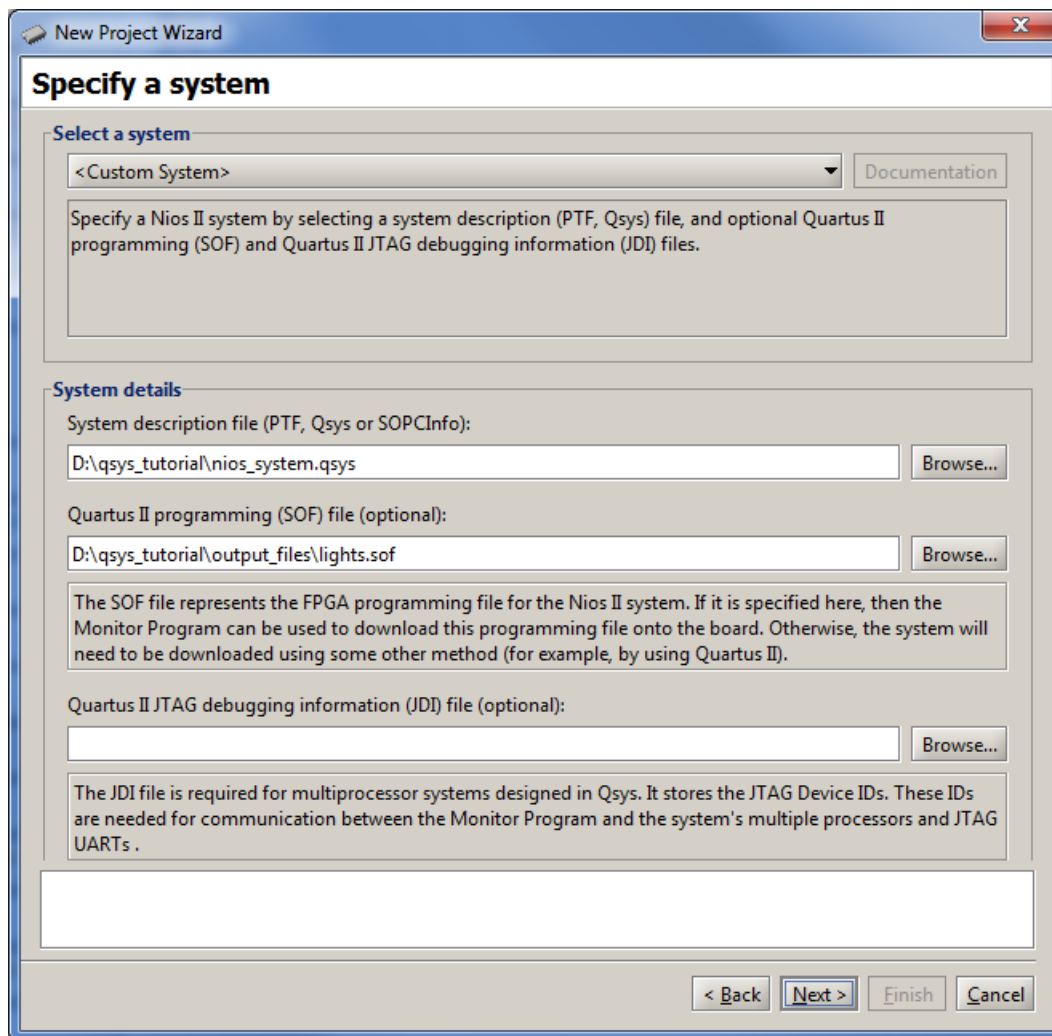 New Project Wizard
Specify a system
Select a system
<Custom System>
Documentation
Specify a Nios II system by selecting a system description (PTF, Qsys) file, and optional Quartus II
programming (SOF) and Quartus II JTAG debugging information (JDI) files.
System details
System description file (PTF, Qsys or SOPCInfo):
D:\qsys_tutorial\nios_system.qsys
Browse...
Quartus II programming (SOF) file (optional):
D:\qsys_tutorial\output_files\lights.sof
Browse...
The SOF file represents the FPGA programming file for the Nios II system. If it is specified here, then the
Monitor Program can be used to download this programming file onto the board. Otherwise, the system will
need to be downloaded using some other method (for example, by using Quartus II).
Quartus II JTAG debugging information (JDI) file (optional):
Browse...
The JDI file is required for multiprocessor systems designed in Qsys. It stores the JTAG Device IDs. These IDs
are needed for communication between the Monitor Program and the system's multiple processors and JTAG
UARTs .
< Back
Next >
Finish
Cancel